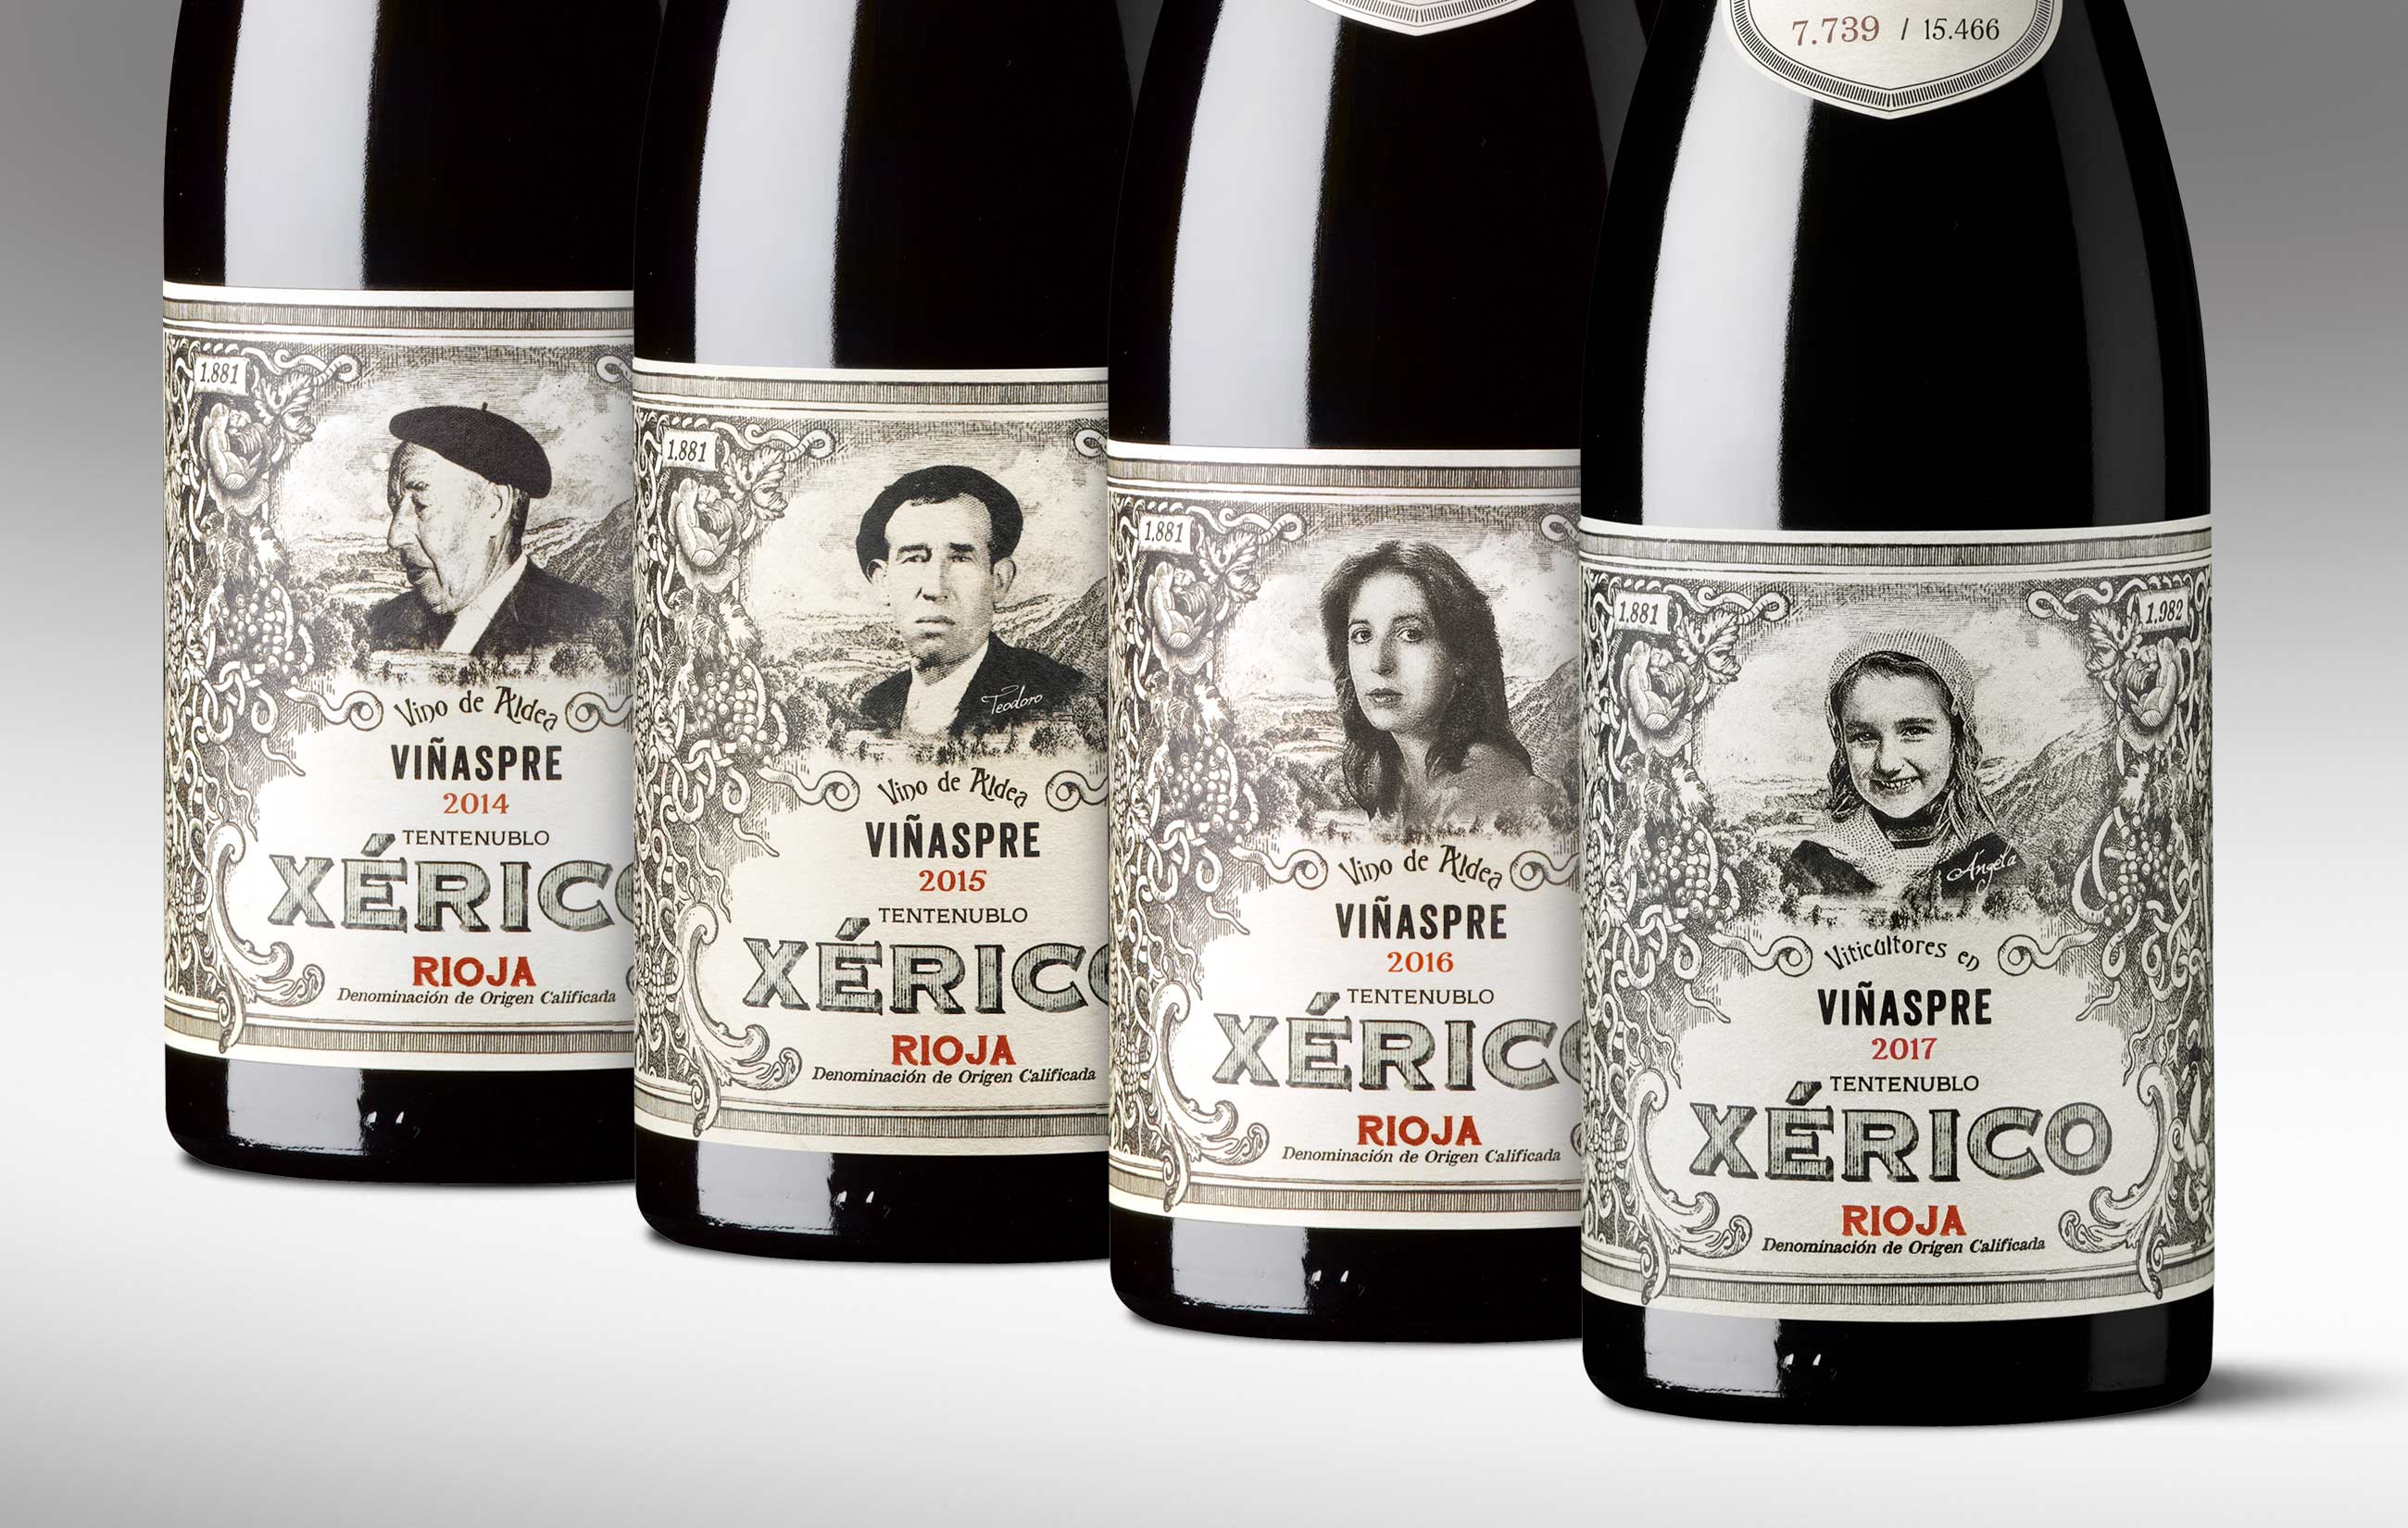 1.881
Vino de Aldea
VIÑASPRE
2014
TENTENUBLO
XÉRICO
RIOJA
Denominación de Origen Calificada
1.881
Teodoro
Vino de Aldea
VIÑASPRE
2015
TENTENUBLO
XÉRICO
RIOJA
Denominación de Origen Calificada
1.881
Vino de Aldea
VIÑASPRE
2016
TENTENUBLO
XÉRICO
RIOJA
Denominación de Origen Calificada
7.739 / 15.466
1.881
1.982
Ángela
Viticultores en
VIÑASPRE
2017
TENTENUBLO
XÉRICO
RIOJA
Denominación de Origen Calificada